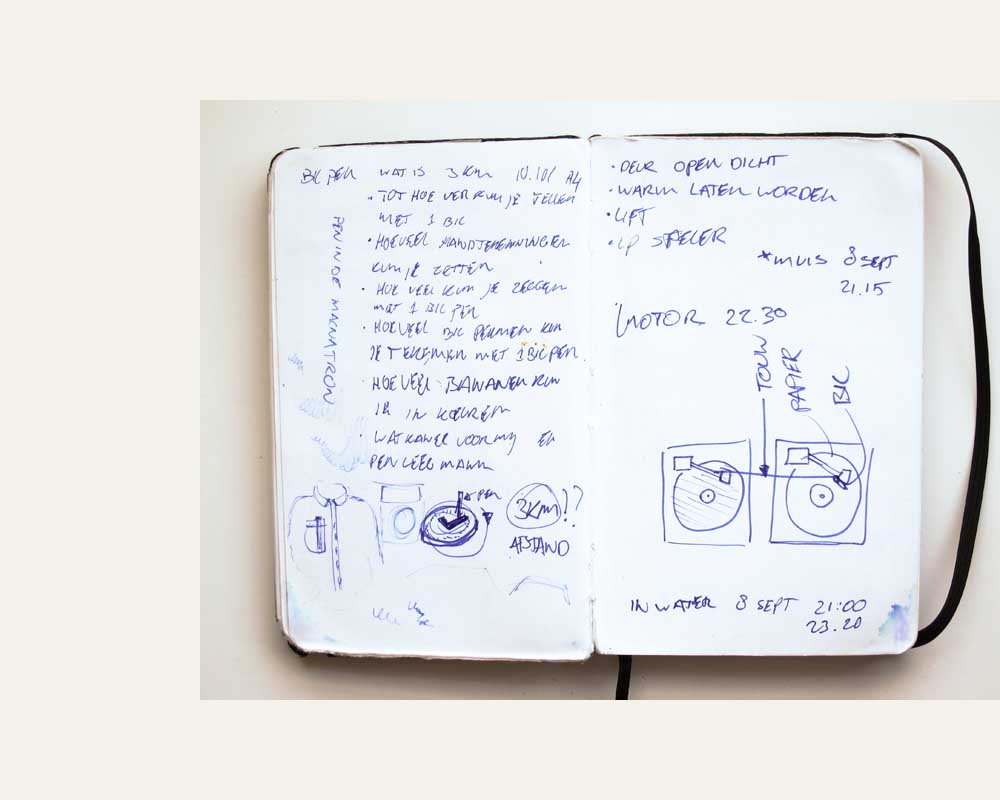 BIC PEN WAT IS 3KM 10.101 A4
• TOT HOE VER KUN JE TELLEN
MET 1 BIC
• HOEVEEL HANDTEKENINGEN
KUN JE ZETTEN
• HOE VEEL KUN JE ZEGGEN
MET 1 BIC PEN
• HOEVEEL BIC PENNEN KUN
JE TEKENEN MET 1 BIC PEN.
HOEVEEL BANANEN KUN
JE IN KLEUREN
• WAT KAN ER VOOR MIJ EEN
PEN LEEG MAKEN
PEN IN DE MAGNATRON
PEN
3KM!??
AFSTAND
• DEUR OPEN DICHT
• WARM LATEN WORDEN
• LIFT
• LP SPELER
*MUIS 8 SEPT
21.15
MOTOR 22.30
TOUW
PAPIER
BIC
IN WATER 8 SEPT 21:00
23.20